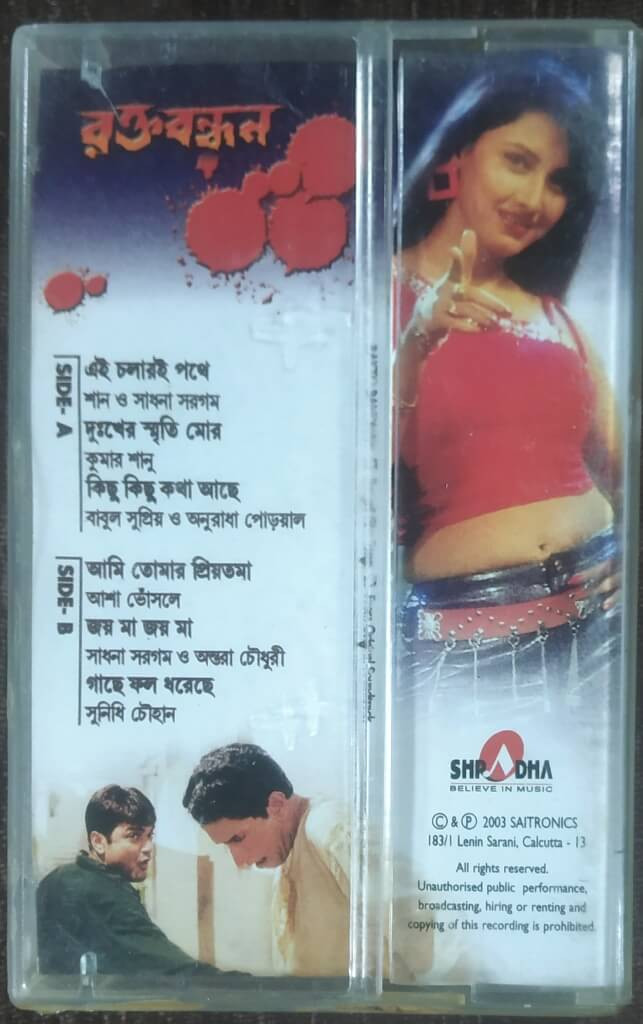 রক্তবন্ধন
SIDE- A
এই চলারই পথে
শান ও সাধনা সরগম
দুঃখের স্মৃতি মোর
কুমার শানু
কিছু কিছু কথা আছে
বাবুল সুপ্রিয় ও অনুরাধা পোড়য়াল
SIDE- B
আমি তোমার প্রিয়তমা
আশা ভোঁসলে
জয় মা জয় মা
সাধনা সরগম ও অন্তরা চৌধুরী
গাছে ফল ধরেছে
সুনিধি চৌহান
SHRADHA
BELIEVE IN MUSIC
© & ℗ 2003 SAITRONICS
183/1 Lenin Sarani, Calcutta - 13
All rights reserved.
Unauthorised public performance,
broadcasting, hiring or renting and
copying of this recording is prohibited.